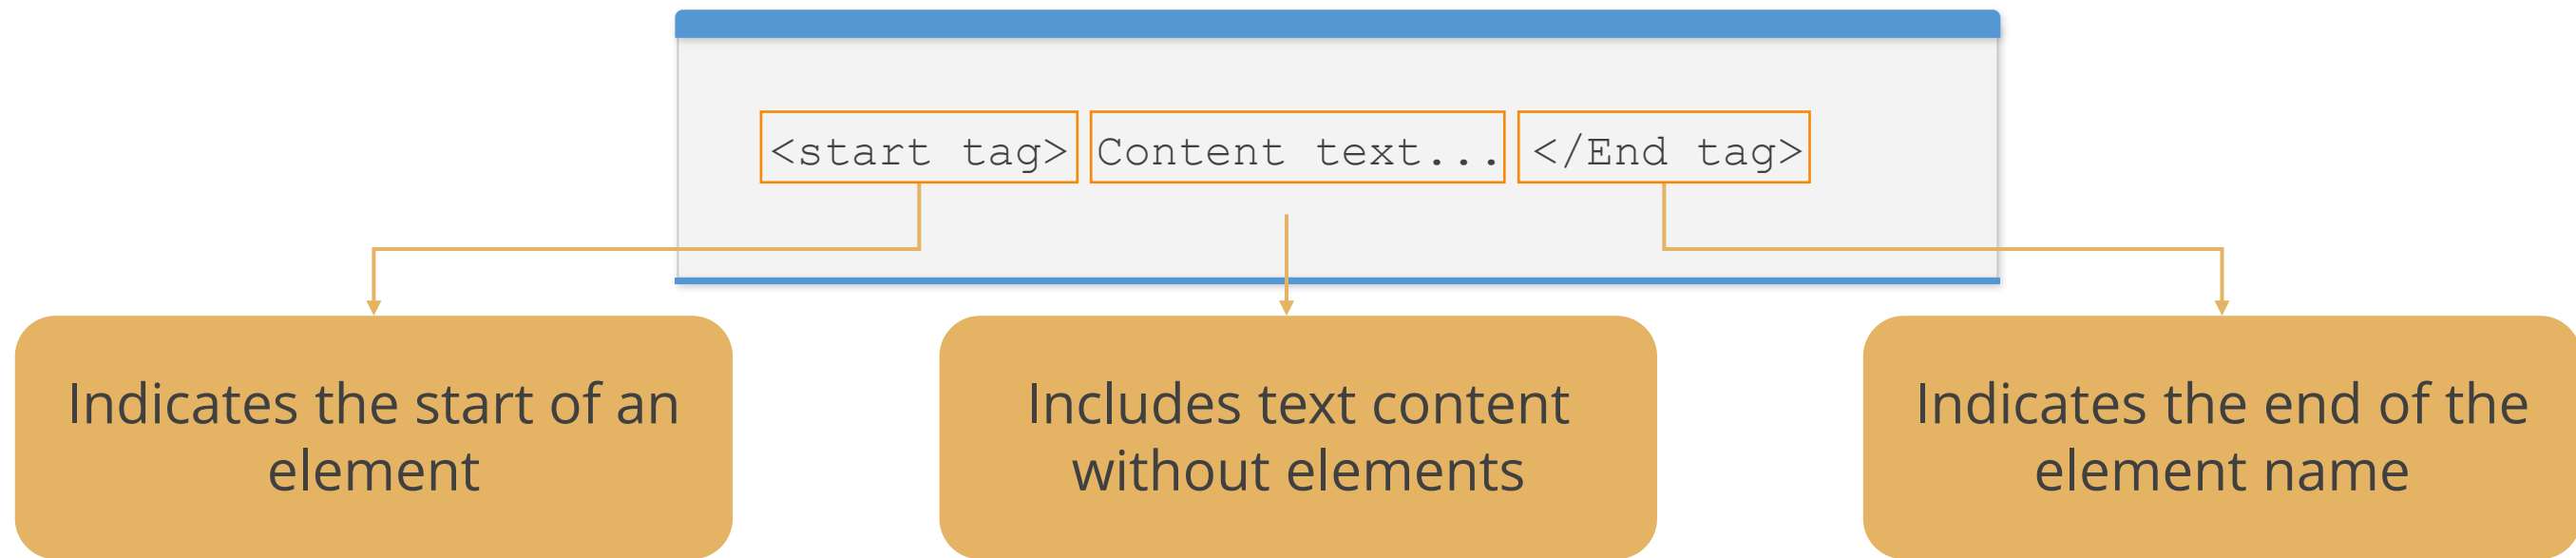 <start tag> Content text... </End tag>
Indicates the start of an
element
Includes text content
without elements
Indicates the end of the
element name